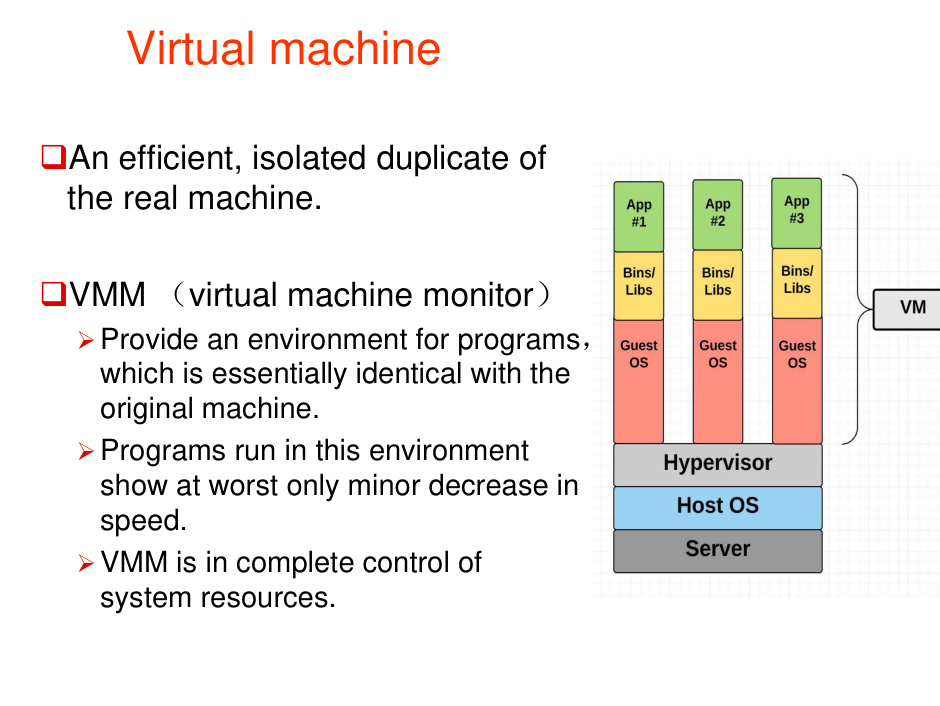 Virtual machine
❑An efficient, isolated duplicate of
the real machine.
❑VMM （virtual machine monitor）
➢Provide an environment for programs，
which is essentially identical with the
original machine.
➢Programs run in this environment
show at worst only minor decrease in
speed.
➢VMM is in complete control of
system resources.
App
#1
App
#2
App
#3
Bins/
Libs
Bins/
Libs
Bins/
Libs
Guest
OS
Guest
OS
Guest
OS
VM
Hypervisor
Host OS
Server